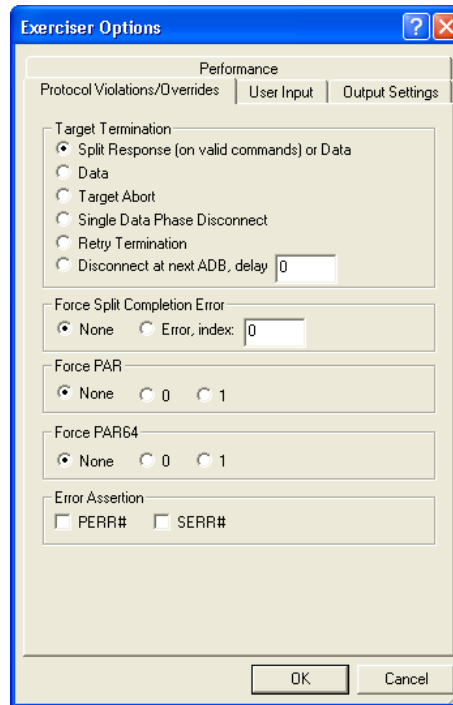 Exerciser Options
Performance
Protocol Violations/Overrides User Input Output Settings
Target Termination
Split Response (on valid commands) or Data
Data
Target Abort
Single Data Phase Disconnect
Retry Termination
Disconnect at next ADB, delay 0
Force Split Completion Error
None Error, index: 0
Force PAR
None 0 1
Force PAR64
None 0 1
Error Assertion
PERR# SERR#
OK Cancel